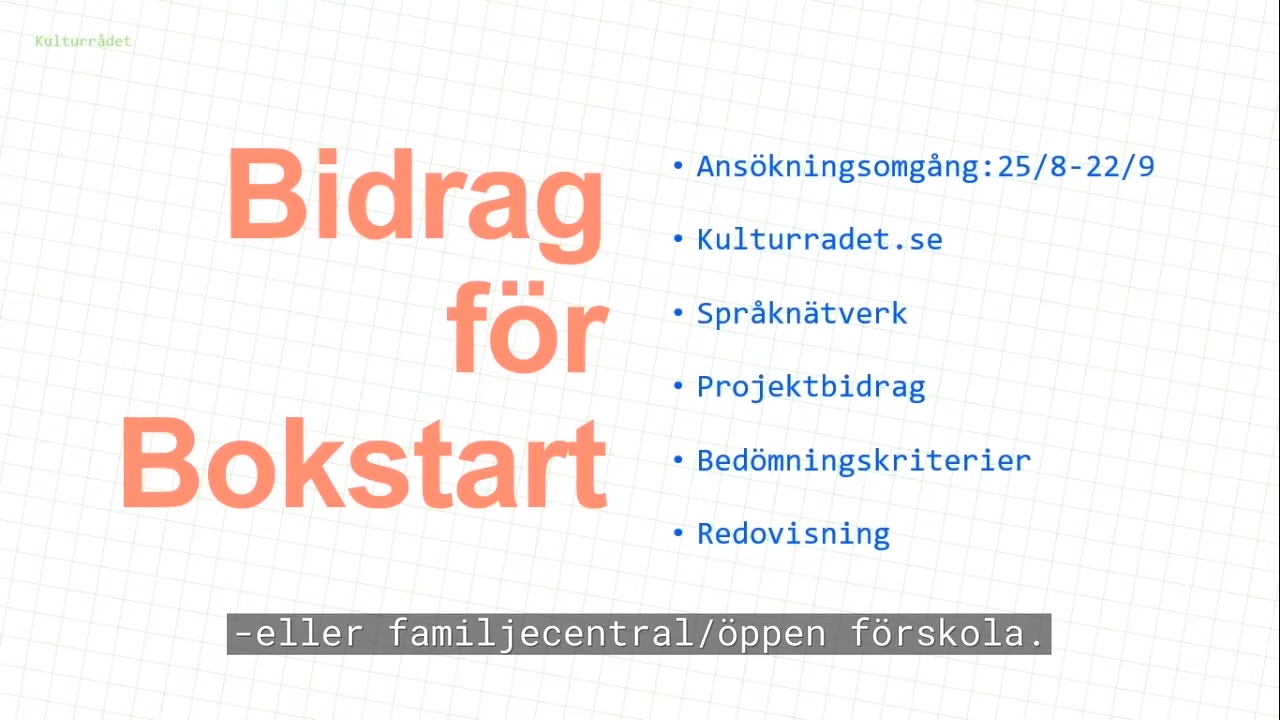 Kulturrådet
Bidrag
för
Bokstart
• Ansökningsomgång:25/8-22/9
• Kulturradet.se
• Språknätverk
• Projektbidrag
• Bedömningskriterier
• Redovisning
-eller familjecentral/öppen förskola.